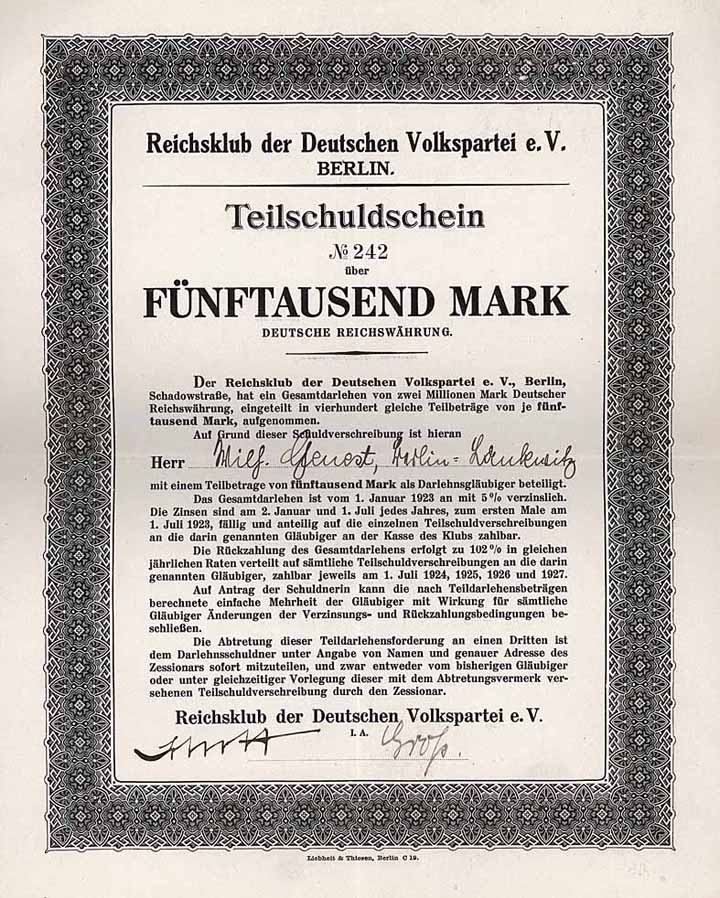 Reichsklub der Deutschen Volkspartei e. V.
BERLIN.
Teilschuldschein
№ 242
über
FÜNFTAUSEND MARK
DEUTSCHE REICHSWÄHRUNG.
Der Reichsklub der Deutschen Volkspartei e. V., Berlin,
Schadowstraße, hat ein Gesamtdarlehen von zwei Millionen Mark Deutscher
Reichswährung, eingeteilt in vierhundert gleiche Teilbeträge von je fünf-
tausend Mark, aufgenommen.
Auf Grund dieser Schuldverschreibung ist hieran
Herr Wilh. Genest, Berlin-Lankwitz
mit einem Teilbetrage von fünftausend Mark als Darlehnsgläubiger beteiligt.
Das Gesamtdarlehen ist vom 1. Januar 1923 an mit 5% verzinslich.
Die Zinsen sind am 2. Januar und 1. Juli jedes Jahres, zum ersten Male am
1. Juli 1923, fällig und anteilig auf die einzelnen Teilschuldverschreibungen
an die darin genannten Gläubiger an der Kasse des Klubs zahlbar.
Die Rückzahlung des Gesamtdarlehens erfolgt zu 102% in gleichen
jährlichen Raten verteilt auf sämtliche Teilschuldverschreibungen an die darin
genannten Gläubiger, zahlbar jeweils am 1. Juli 1924, 1925, 1926 und 1927.
Auf Antrag der Schuldnerin kann die nach Teildarlehensbeträgen
berechnete einfache Mehrheit der Gläubiger mit Wirkung für sämtliche
Gläubiger Änderungen der Verzinsungs- und Rückzahlungsbedingungen be-
schließen.
Die Abtretung dieser Teildarlehensforderung an einen Dritten ist
dem Darlehnsschuldner unter Angabe von Namen und genauer Adresse des
Zessionars sofort mitzuteilen, und zwar entweder vom bisherigen Gläubiger
oder unter gleichzeitiger Vorlegung dieser mit dem Abtretungsvermerk ver-
sehenen Teilschuldverschreibung durch den Zessionar.
Reichsklub der Deutschen Volkspartei e. V.
I. A.
Liebheit & Thiesen, Berlin C 19.